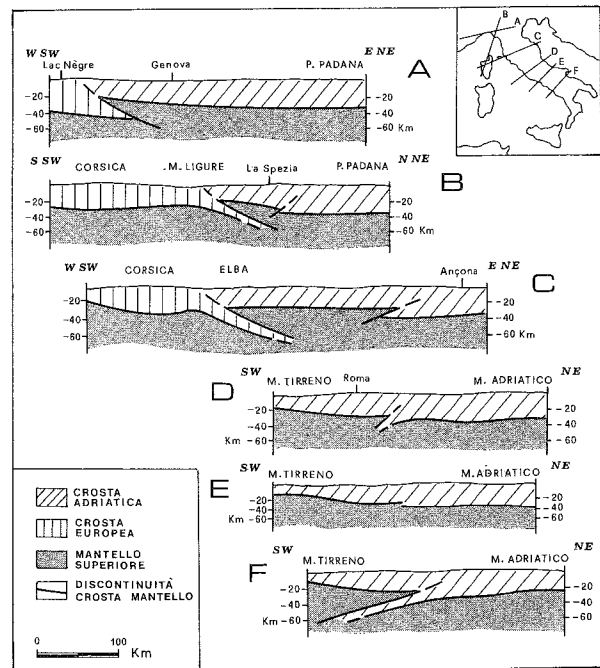 W SW
E NE
Lac Nègre Genova P. PADANA
A
-20 -20
-40 -40
-60 -60 Km
S SSW
N NNE
CORSICA .M. LIGURE La Spezia P.PADANA
B
-20 -20
-40 -40
-60 -60 Km
W SW
E NE
CORSICA ELBA Ançona
C
-20 -20
-40 -40
-60 -60 Km
SW
NE
D
M. TIRRENO Roma M. ADRIATICO
-20 -20
-40 -40
Km -60 -60
SW
NE
E
M. TIRRENO M. ADRIATICO
-20 -20
-40 -40
Km -60 -60
SW
NE
F
M. TIRRENO M. ADRIATICO
-20 -20
-40 -40
Km -60 -60
B
A
C
D
E
F
CROSTA
ADRIATICA
CROSTA
EUROPEA
MANTELLO
SUPERIORE
DISCONTINUITÀ
CROSTA MANTELLO
0 100
Km